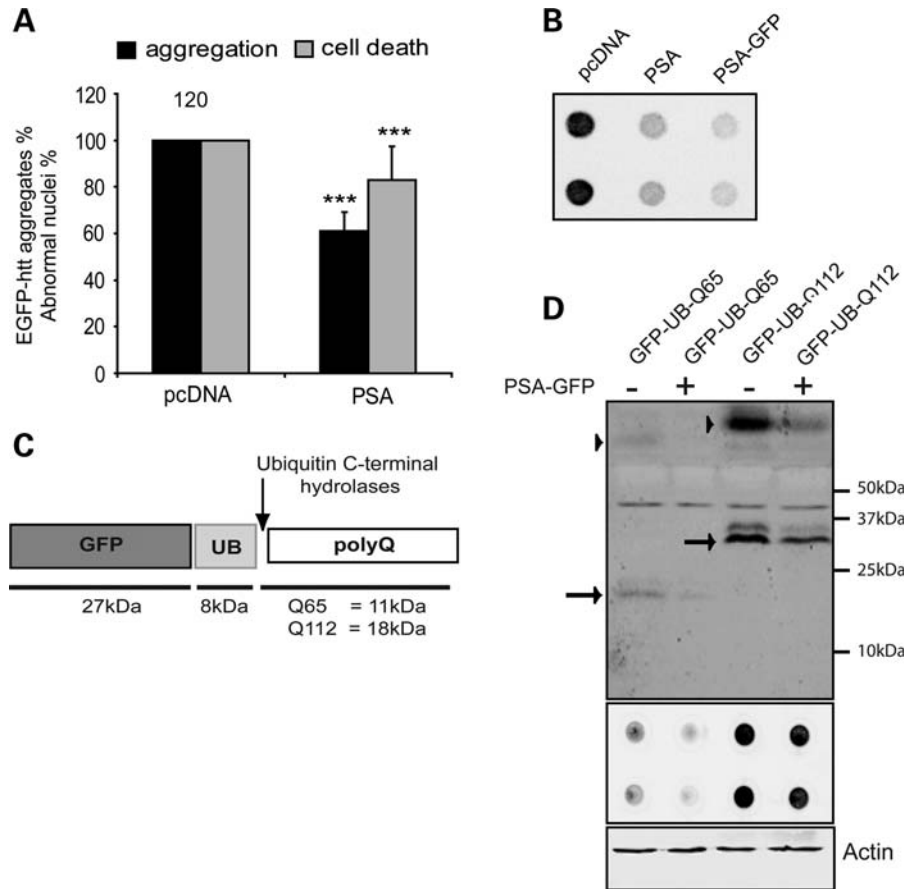 A
aggregation cell death
EGFP-htt aggregates %
Abnormal nuclei %
120
100
80
60
40
20
0
120
***
***
pcDNA PSA
B
pcDNA PSA PSA-GFP
C
Ubiquitin C-terminal
hydrolases
GFP UB polyQ
27kDa 8kDa Q65 = 11kDa
Q112 = 18kDa
D
GFP-UB-Q65 GFP-UB-Q65 GFP-UB-Q112 GFP-UB-Q112
PSA-GFP - + - +
50kDa
37kDa
25kDa
10kDa
Actin